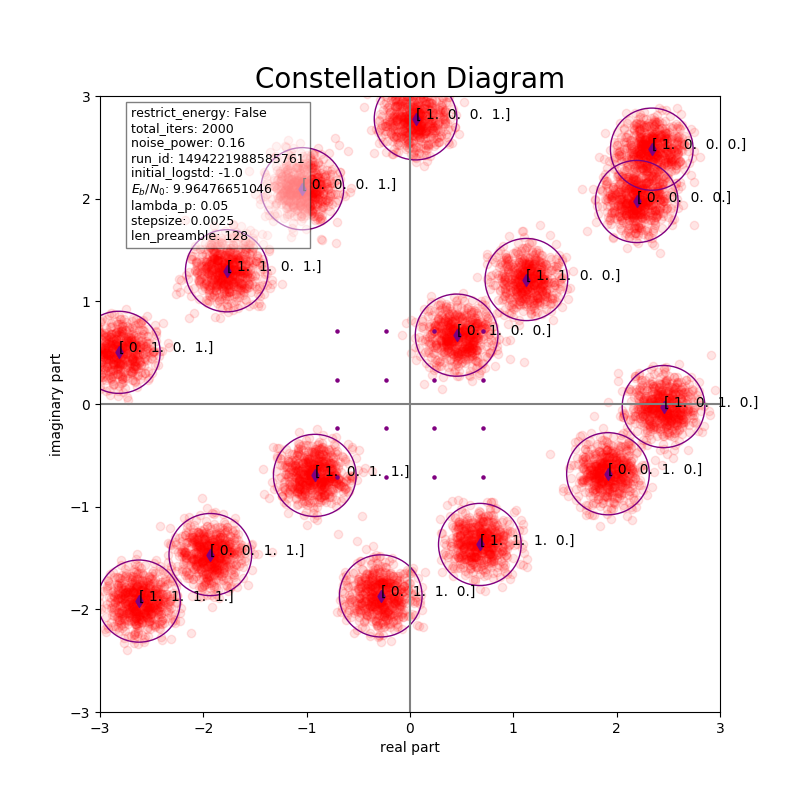 Constellation Diagram
restrict_energy: False
total_iters: 2000
noise_power: 0.16
run_id: 1494221988585761
initial_logstd: -1.0
E_b/N_0: 9.96476651046
lambda_p: 0.05
stepsize: 0.0025
len_preamble: 128
[ 1. 0. 0. 1.]
[ 1. 0. 0. 0.]
[ 0. 0. 0. 1.]
[ 0. 0. 0. 0.]
[ 1. 1. 0. 1.]
[ 1. 1. 0. 0.]
[ 0. 1. 0. 0.]
[ 0. 1. 0. 1.]
[ 1. 0. 1. 0.]
[ 1. 0. 1. 1.]
[ 0. 0. 1. 0.]
[ 1. 1. 1. 0.]
[ 0. 0. 1. 1.]
[ 0. 1. 1. 0.]
[ 1. 1. 1. 1.]
3
2
1
0
−1
−2
−3
imaginary part
−3 −2 −1 0 1 2 3
real part